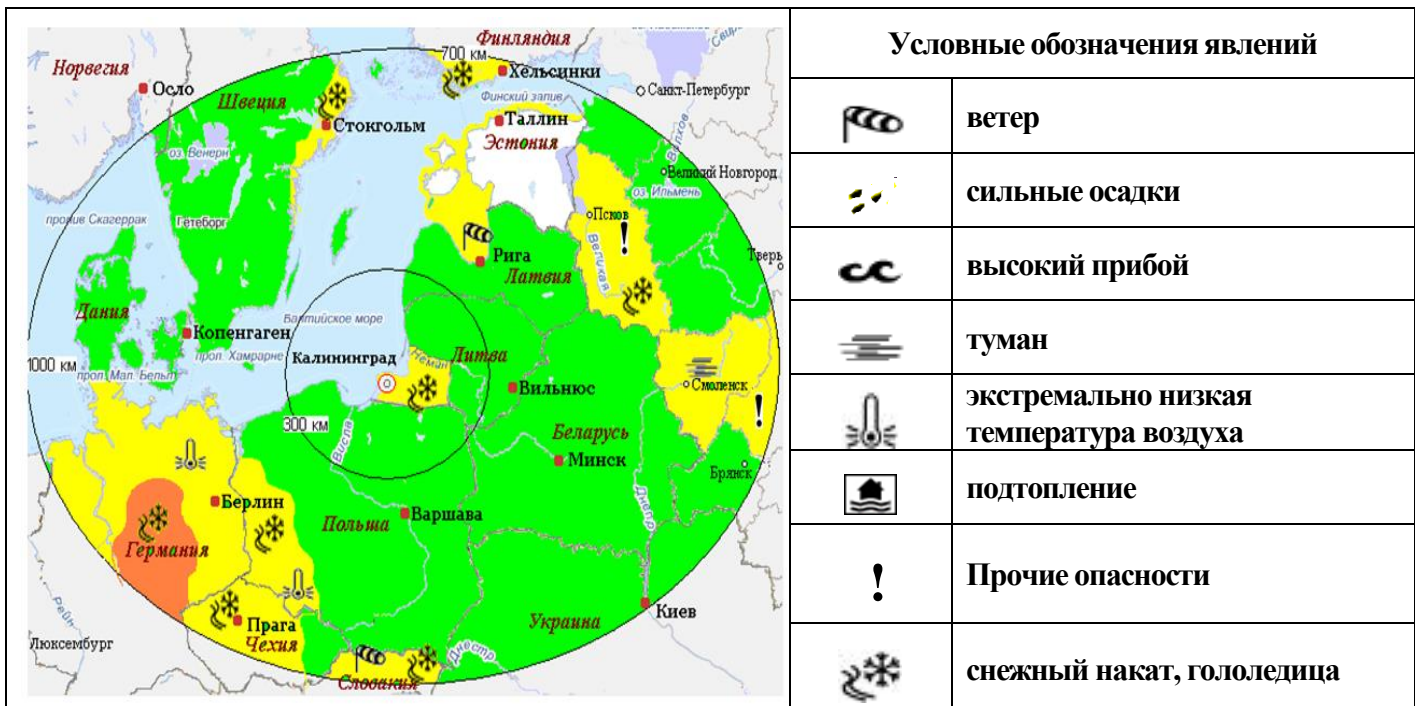 Финляндия
700 км
Свирь
Норвегия
Хельсинки
Осло
Санкт-Петербург
Швеция
Финский залив
Стокгольм
Таллин
Эстония
Волхов
оз. Венерн
Великий Новгород
оз. Ильмень
Псков
пролив Скагеррак
Гётеборг
Великая
Рига
Тверь
Латвия
Дания
Балтийское море
Копенгаген
Неман
Литва
1000 км
прол. Хамрарне
Калининград
прол. Мал. Бельт
Смоленск
Вильнюс
300 км
Висла
Беларусь
Минск
Брянск
Днепр
Берлин
Польша
Варшава
Германия
Рейн
Киев
Украина
Прага
Чехия
Люксембург
Днестр
Словакия
Условные обозначения явлений
ветер
сильные осадки
высокий прибой
туман
экстремально низкая
температура воздуха
подтопление
!
Прочие опасности
снежный накат, гололедица